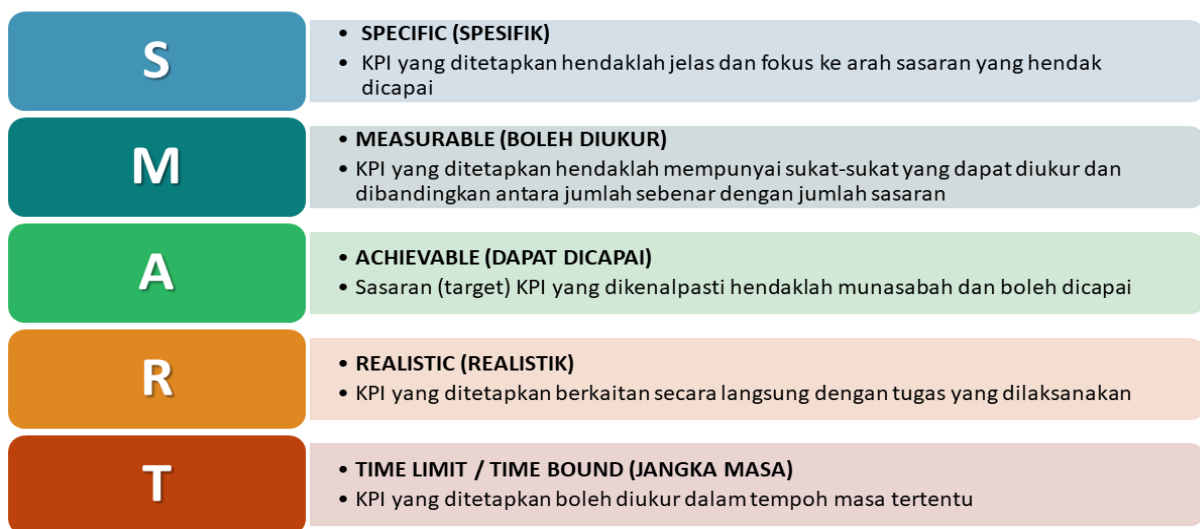 S
• SPECIFIC (SPESIFIK)
• KPI yang ditetapkan hendaklah jelas dan fokus ke arah sasaran yang hendak
dicapai
M
• MEASURABLE (BOLEH DIUKUR)
• KPI yang ditetapkan hendaklah mempunyai sukat-sukat yang dapat diukur dan
dibandingkan antara jumlah sebenar dengan jumlah sasaran
A
• ACHIEVABLE (DAPAT DICAPAI)
• Sasaran (target) KPI yang dikenalpasti hendaklah munasabah dan boleh dicapai
R
• REALISTIC (REALISTIK)
• KPI yang ditetapkan berkaitan secara langsung dengan tugas yang dilaksanakan
T
• TIME LIMIT / TIME BOUND (JANGKA MASA)
• KPI yang ditetapkan boleh diukur dalam tempoh masa tertentu